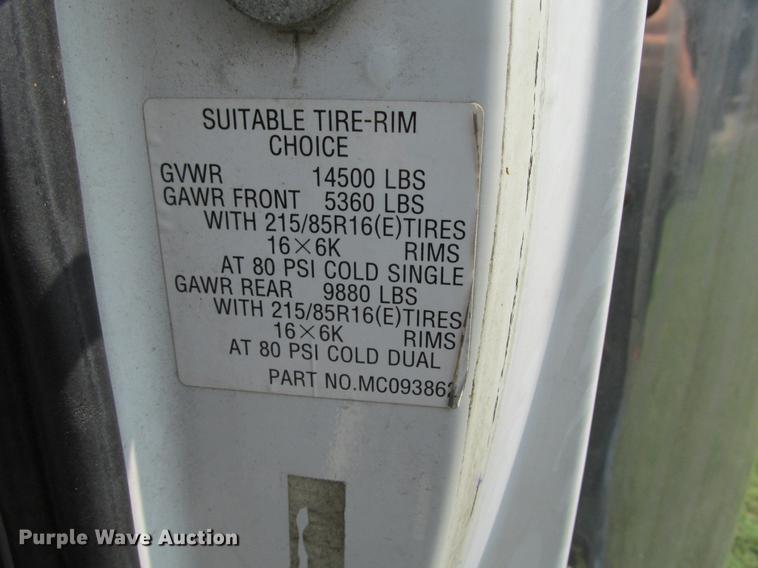 SUITABLE TIRE-RIM
CHOICE
GVWR 14500 LBS
GAWR FRONT 5360 LBS
WITH 215/85R16(E)TIRES
16×6K RIMS
AT 80 PSI COLD SINGLE
GAWR REAR 9880 LBS
WITH 215/85R16(E)TIRES
16×6K RIMS
AT 80 PSI COLD DUAL
PART NO.MC093862
Purple Wave Auction